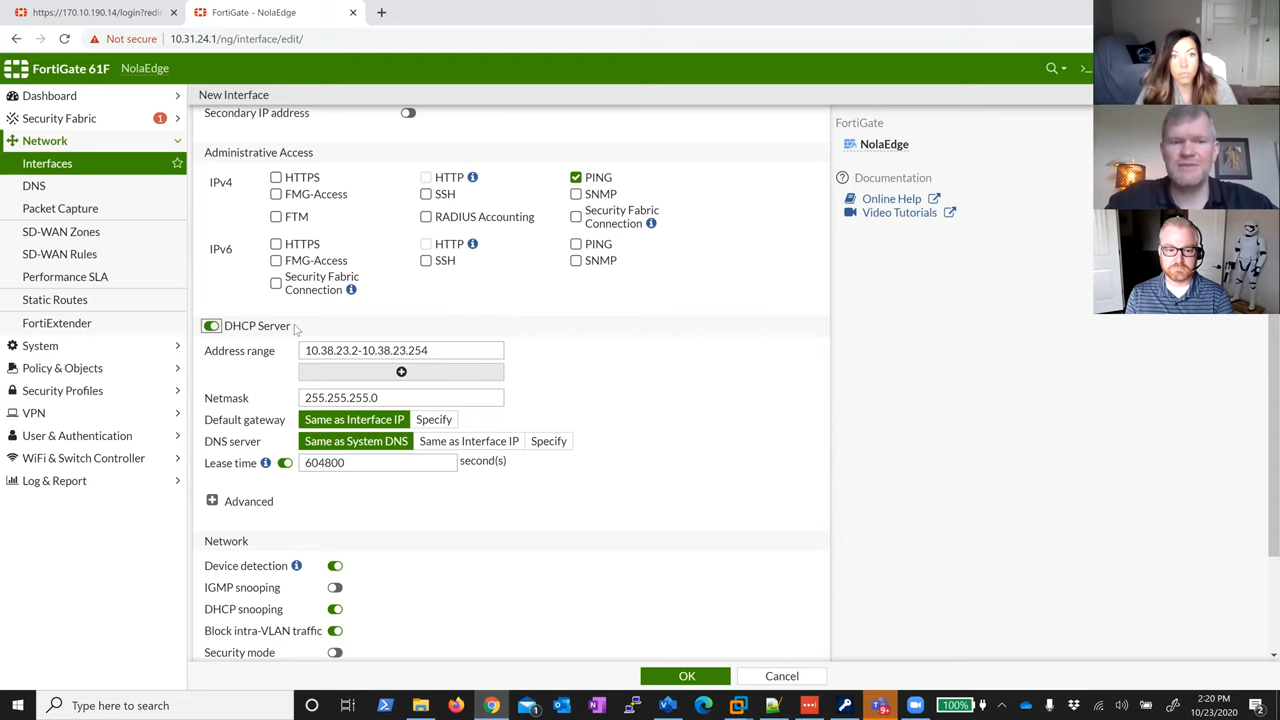 https://170.10.190.14/login?redi
FortiGate - NolaEdge
Not secure
10.31.24.1/ng/interface/edit/
FortiGate 61F
NolaEdge
>_
Dashboard
Security Fabric
1
Network
Interfaces
DNS
Packet Capture
SD-WAN Zones
SD-WAN Rules
Performance SLA
Static Routes
FortiExtender
System
Policy & Objects
Security Profiles
VPN
User & Authentication
WiFi & Switch Controller
Log & Report
New Interface
Secondary IP address
Administrative Access
IPv4
HTTPS
HTTP
PING
FMG-Access
SSH
SNMP
FTM
RADIUS Accounting
Security Fabric
Connection
IPv6
HTTPS
HTTP
PING
FMG-Access
SSH
SNMP
Security Fabric
Connection
DHCP Server
Address range
10.38.23.2-10.38.23.254
Netmask
255.255.255.0
Default gateway
Same as Interface IP
Specify
DNS server
Same as System DNS
Same as Interface IP
Specify
Lease time
604800
second(s)
Advanced
Network
Device detection
IGMP snooping
DHCP snooping
Block intra-VLAN traffic
Security mode
OK
Cancel
FortiGate
NolaEdge
Documentation
Online Help
Video Tutorials
Type here to search
1
9+
100%
2:20 PM
10/23/2020
2